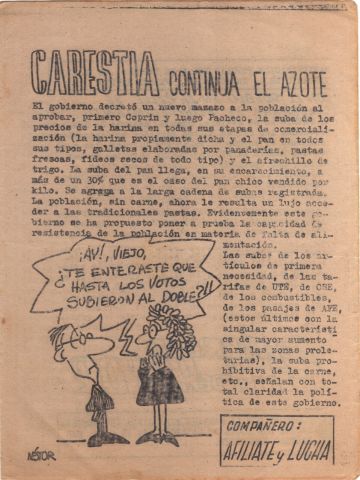 CARESTIA CONTINUA EL AZOTE
El gobierno decretó un nuevo mazazo a la población al
aprobar, primero Coprin y luego Pacheco, la suba de los
precios de la harina en todas sus etapas de comerciali-
zación (la harina propiamente dicha y el pan en todos
sus tipos, galletas elaboradas por panaderías, pastas
frescas, fideos secos de todo tipo) y el afrechillo de
trigo. La suba del pan llega, en su encarecimiento, a
más de un 30% que es el caso del pan chico vendido por
kilo. Se agrega a la larga cadena de subas registrada.
La población, sin carne, ahora le resulta un lujo acce-
der a las tradicionales pastas. Evidentemente este go-
bierno se ha propuesto poner a prueba la capacidad de
resistencia de la población en materia de falta de ali-
mentación.
Las subas de los ar-
tículos de primera
necesidad, de las ta-
rifas de UTE, de OSE,
de los combustibles,
de los pasajes de AFE,
(estos últimos con la
singular característi
ca de mayor aumento
para las zonas prole-
tarias), la suba pro-
hibitiva de la carne,
etc., señalan con to-
tal claridad la polí-
tica de este gobierno.
¡AY!, VIEJO,
¿TE ENTERASTE QUE
HASTA LOS VOTOS
SUBIERON AL DOBLE?!!
NÉSTOR
COMPAÑERO:
AFILIATE y LUCHA